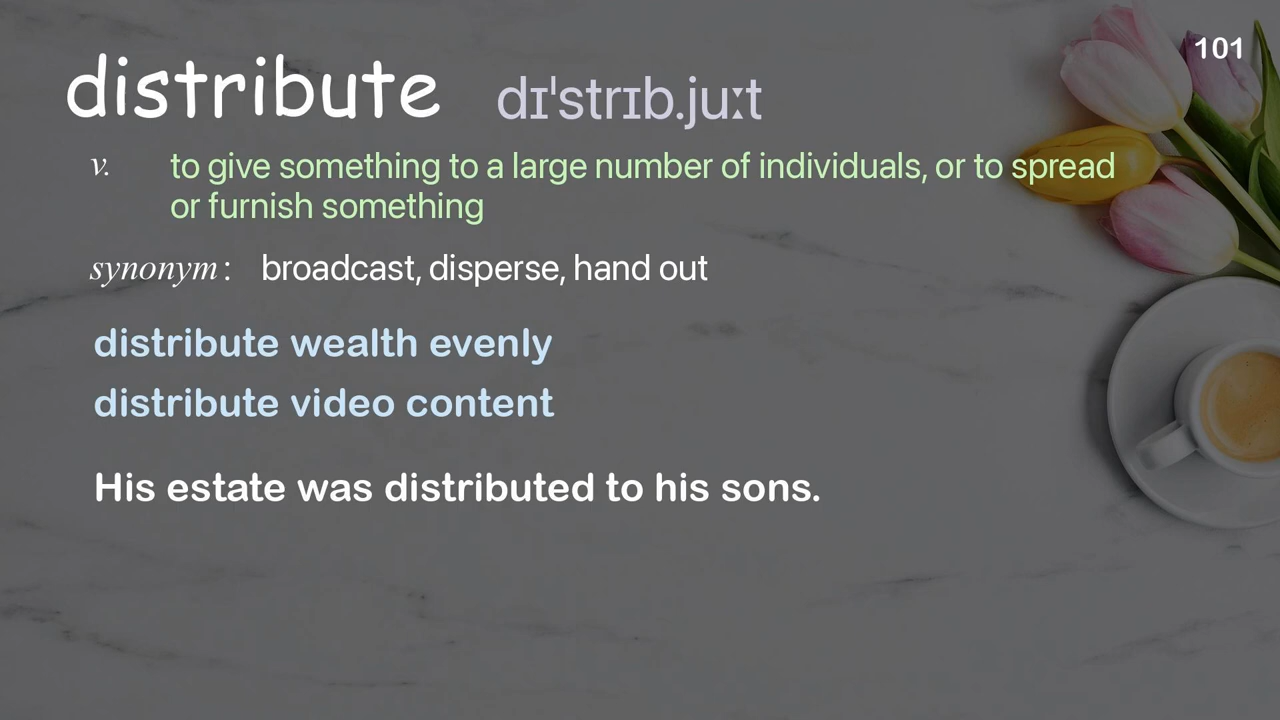 101
distribute dɪˈstrɪb.juːt
v. to give something to a large number of individuals, or to spread
or furnish something
synonym: broadcast, disperse, hand out
distribute wealth evenly
distribute video content
His estate was distributed to his sons.